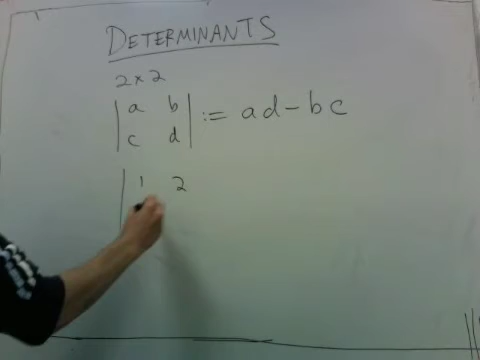 DETERMINANTS
2×2
| a b |
| c d | := ad-bc
| 1 2